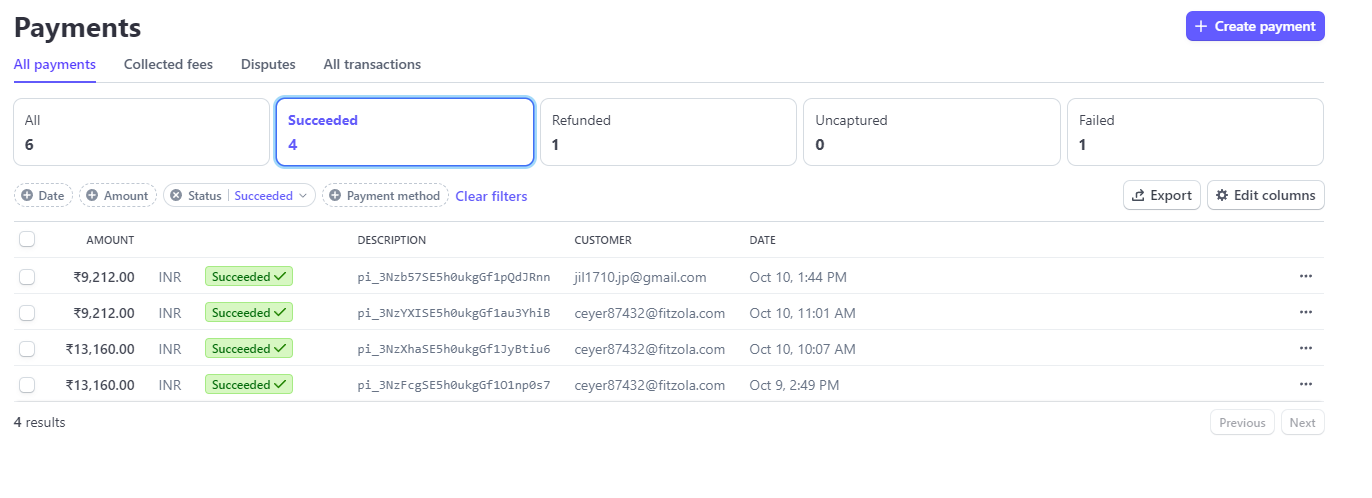 Payments
Create payment
All payments Collected fees Disputes All transactions
All Succeeded Refunded Uncaptured Failed
6 4 1 0 1
Date Amount Status Succeeded Payment method Clear filters Export Edit columns
AMOUNT DESCRIPTION CUSTOMER DATE
₹9,212.00 INR Succeeded pi_3Nzb57SE5h0ukgGf1pQdJRnn jil1710.jp@gmail.com Oct 10, 1:44 PM
₹9,212.00 INR Succeeded pi_3NzYXISE5h0ukgGf1au3YhiB ceyer87432@fitzola.com Oct 10, 11:01 AM
₹13,160.00 INR Succeeded pi_3NzXhaSE5h0ukgGf1JyBtiu6 ceyer87432@fitzola.com Oct 10, 10:07 AM
₹13,160.00 INR Succeeded pi_3NzFcgSE5h0ukgGf1O1np0s7 ceyer87432@fitzola.com Oct 9, 2:49 PM
4 results Previous Next